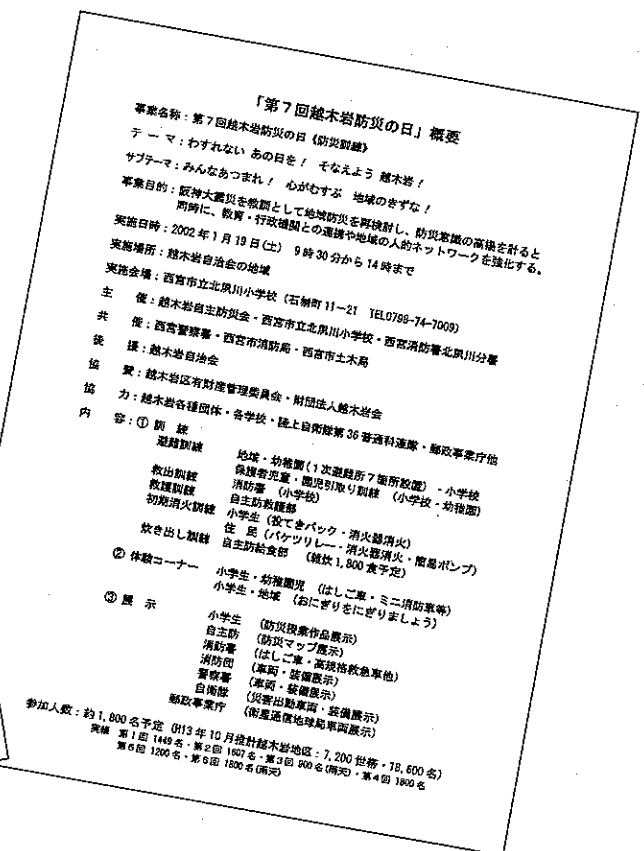 「第7回越木岩防災の日」概要
事業名称：第7回越木岩防災の日《防災訓練》
テーマ：わすれない あの日を！ そなえよう 越木岩！
サブテーマ：みんなあつまれ！ 心がむすぶ 地域のきずな！
事業目的：阪神大震災を教訓として地域防災を再検討し、防災意識の高揚を計ると
同時に、教育・行政機関との連携や地域の人的ネットワークを強化する。
実施日時：2002年1月19日(土) 9時30分から14時まで
実施場所：越木岩自治会の地域
実施会場：西宮市立北夙川小学校（石刎町11－21 TEL0798-74-7009）
主 催：越木岩自主防災会・西宮市立北夙川小学校・西宮消防署北夙川分署
共 催：西宮警察署・西宮市消防局・西宮市土木局
後 援：越木岩自治会
協 賛：越木岩区有財産管理委員会・財団法人越木岩会
協 力：越木岩各種団体・各学校・陸上自衛隊第36普通科連隊・郵政事業庁他
内 容：① 訓 練
避難訓練 地域・幼稚園（1次避難所7箇所設置）・小学校
保護者児童・園児引取り訓練 （小学校・幼稚園）
救出訓練 消防署 （小学校）
救護訓練 自主防救護部
初期消火訓練 小学生（投てきパック・消火器消火）
住 民（バケツリレー・消火器消火・簡易ポンプ）
炊き出し訓練 自主防給食部 （雑炊1,800食予定）
② 体験コーナー 小学生・幼稚園児 （はしご車・ミニ消防車等）
小学生・地域 （おにぎりをにぎりましょう）
③ 展 示
小学生 （防災授業作品展示）
自主防 （防災マップ展示）
消防署 （はしご車・高規格救急車他）
消防団 （車両・装備展示）
警察署 （車両・装備展示）
自衛隊 （災害出動車両・装備展示）
郵政事業庁 （衛星通信地球局車両展示）
参加人数：約1,800名予定（H13年10月推計越木岩地区：7,200世帯・18,600名）
実績 第1回 1449名・第2回 1607名・第3回 900名(雨天)・第4回 1800名
第5回 1200名・第6回 1800名(雨天)